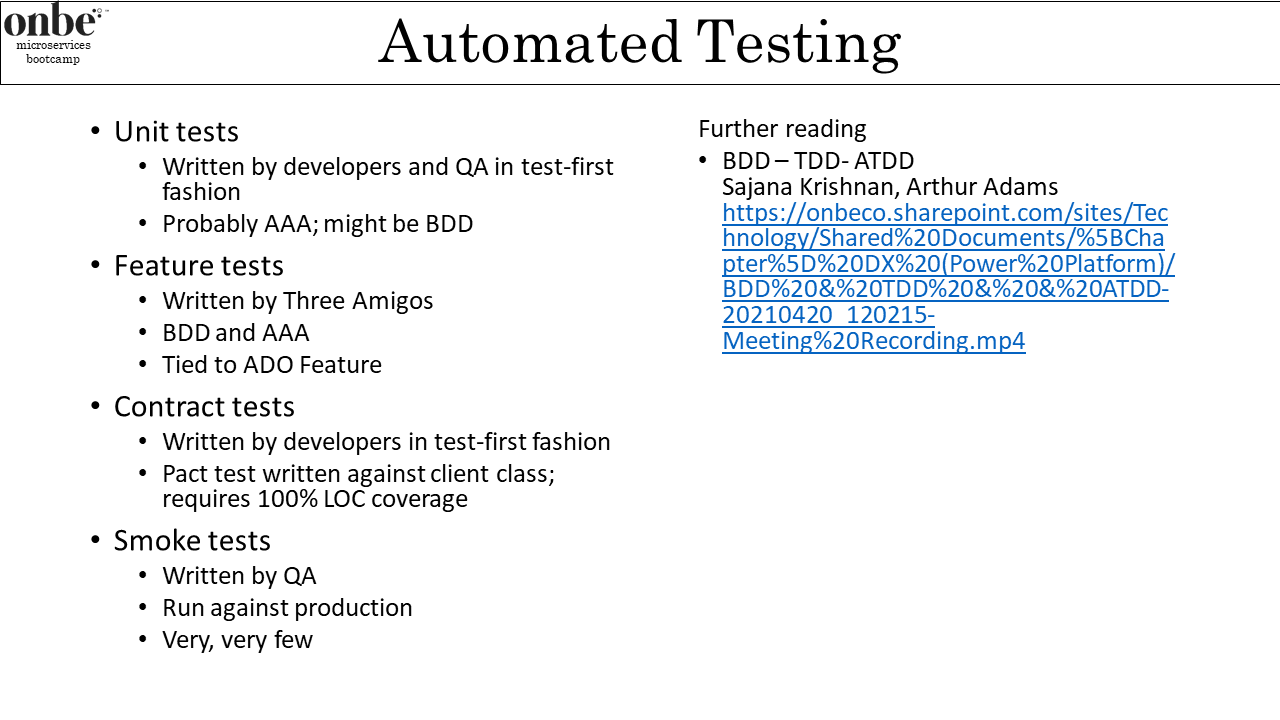 onbe
microservices
bootcamp
Automated Testing
• Unit tests
• Written by developers and QA in test-first
fashion
• Probably AAA; might be BDD
• Feature tests
• Written by Three Amigos
• BDD and AAA
• Tied to ADO Feature
• Contract tests
• Written by developers in test-first fashion
• Pact test written against client class;
requires 100% LOC coverage
• Smoke tests
• Written by QA
• Run against production
• Very, very few
Further reading
• BDD – TDD- ATDD
Sajana Krishnan, Arthur Adams
https://onbeco.sharepoint.com/sites/Tec
hnology/Shared%20Documents/%5BCha
pter%5D%20DX%20(Power%20Platform)/
BDD%20&%20TDD%20&%20&%20ATDD-
20210420_120215-
Meeting%20Recording.mp4